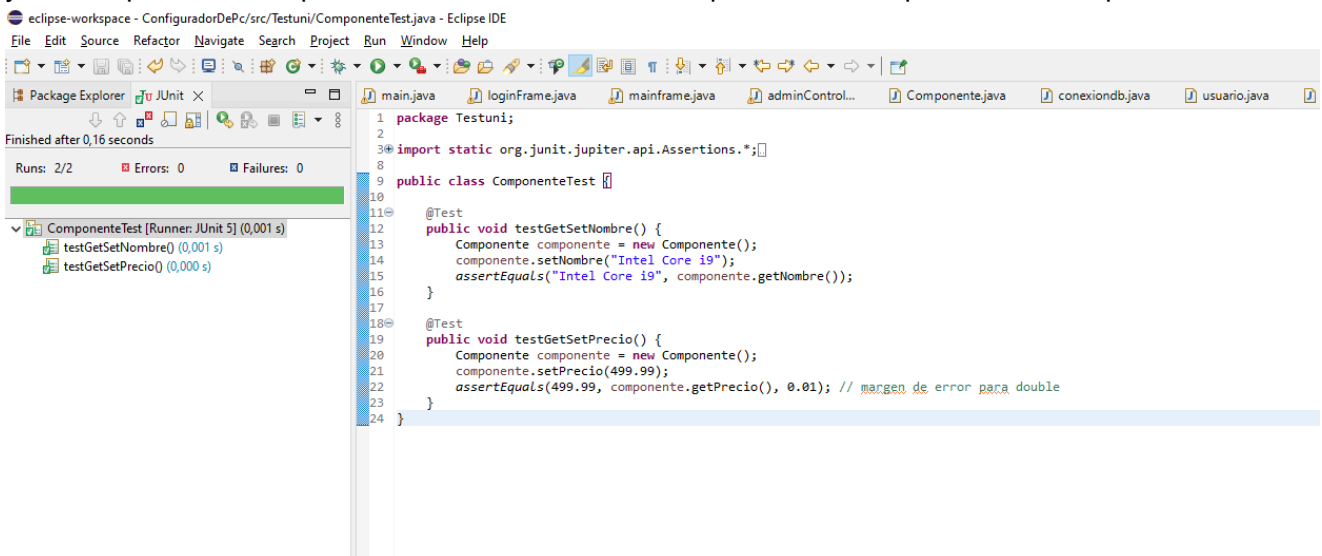 eclipse-workspace - ConfiguradorDePc/src/Testuni/ComponenteTest.java - Eclipse IDE
File Edit Source Refactor Navigate Search Project Run Window Help
Package Explorer JUnit
main.java loginFrame.java mainframe.java adminControl... Componente.java conexiondb.java usuario.java
Finished after 0,16 seconds
Runs: 2/2 Errors: 0 Failures: 0
ComponenteTest [Runner: JUnit 5] (0,001 s)
testGetSetNombre() (0,001 s)
testGetSetPrecio() (0,000 s)
1 package Testuni;
2
3 import static org.junit.jupiter.api.Assertions.*;
8
9 public class ComponenteTest {
10
11 @Test
12 public void testGetSetNombre() {
13 Componente componente = new Componente();
14 componente.setNombre("Intel Core i9");
15 assertEquals("Intel Core i9", componente.getNombre());
16 }
17
18 @Test
19 public void testGetSetPrecio() {
20 Componente componente = new Componente();
21 componente.setPrecio(499.99);
22 assertEquals(499.99, componente.getPrecio(), 0.01); // margen de error para double
23 }
24 }